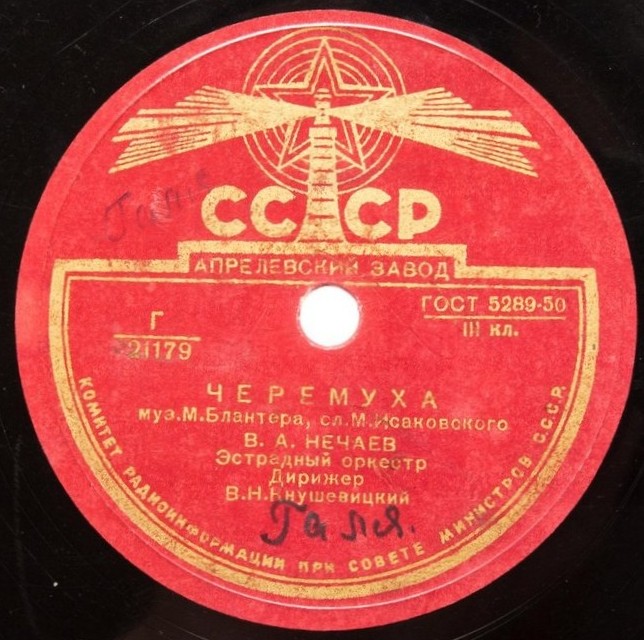 СССР
АПРЕЛЕВСКИЙ ЗАВОД
ГОСТ 5289-50
III кл.
Г
21179
ЧЕРЕМУХА
муз.М.Блантера, сл.М.Исаковского
В. А. НЕЧАЕВ
Эстрадный оркестр
Дирижер
В.Н.Кнушевицкий
Галя.
Галя
КОМИТЕТ РАДИОИНФОРМАЦИИ ПРИ СОВЕТЕ МИНИСТРОВ С.С.С.Р.